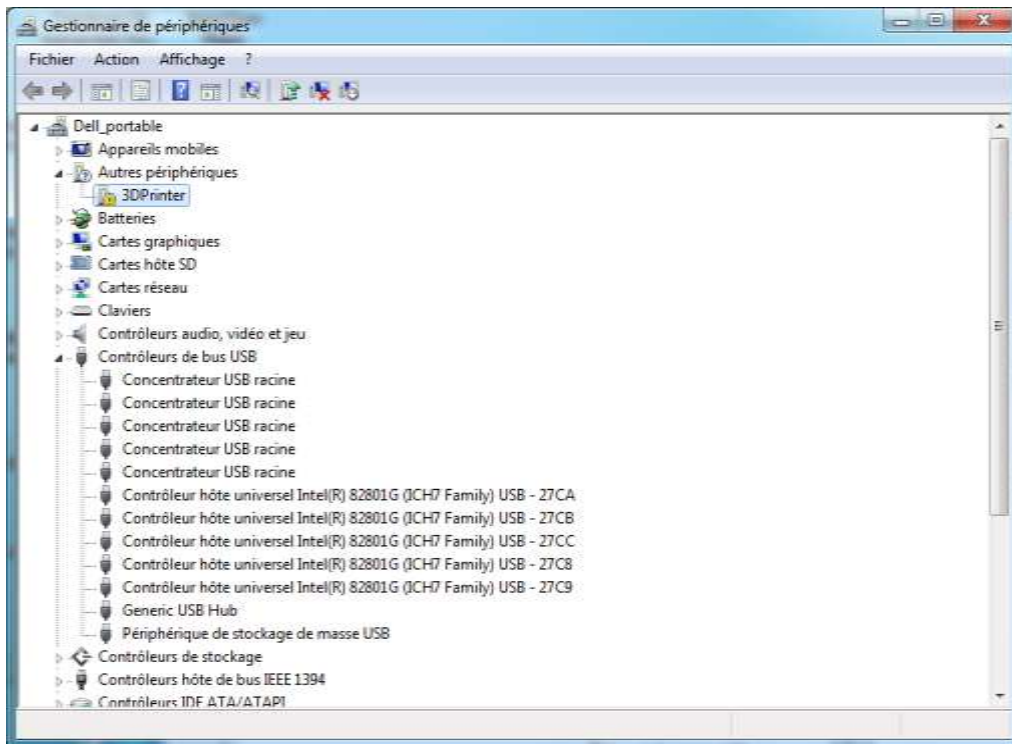 Gestionnaire de périphériques
Fichier Action Affichage ?
Dell_portable
Appareils mobiles
Autres périphériques
3DPrinter
Batteries
Cartes graphiques
Cartes hôte SD
Cartes réseau
Claviers
Contrôleurs audio, vidéo et jeu
Contrôleurs de bus USB
Concentrateur USB racine
Concentrateur USB racine
Concentrateur USB racine
Concentrateur USB racine
Concentrateur USB racine
Contrôleur hôte universel Intel(R) 82801G (ICH7 Family) USB - 27CA
Contrôleur hôte universel Intel(R) 82801G (ICH7 Family) USB - 27CB
Contrôleur hôte universel Intel(R) 82801G (ICH7 Family) USB - 27CC
Contrôleur hôte universel Intel(R) 82801G (ICH7 Family) USB - 27C8
Contrôleur hôte universel Intel(R) 82801G (ICH7 Family) USB - 27C9
Generic USB Hub
Périphérique de stockage de masse USB
Contrôleurs de stockage
Contrôleurs hôte de bus IEEE 1394
Contrôleurs IDE ATA/ATAPI